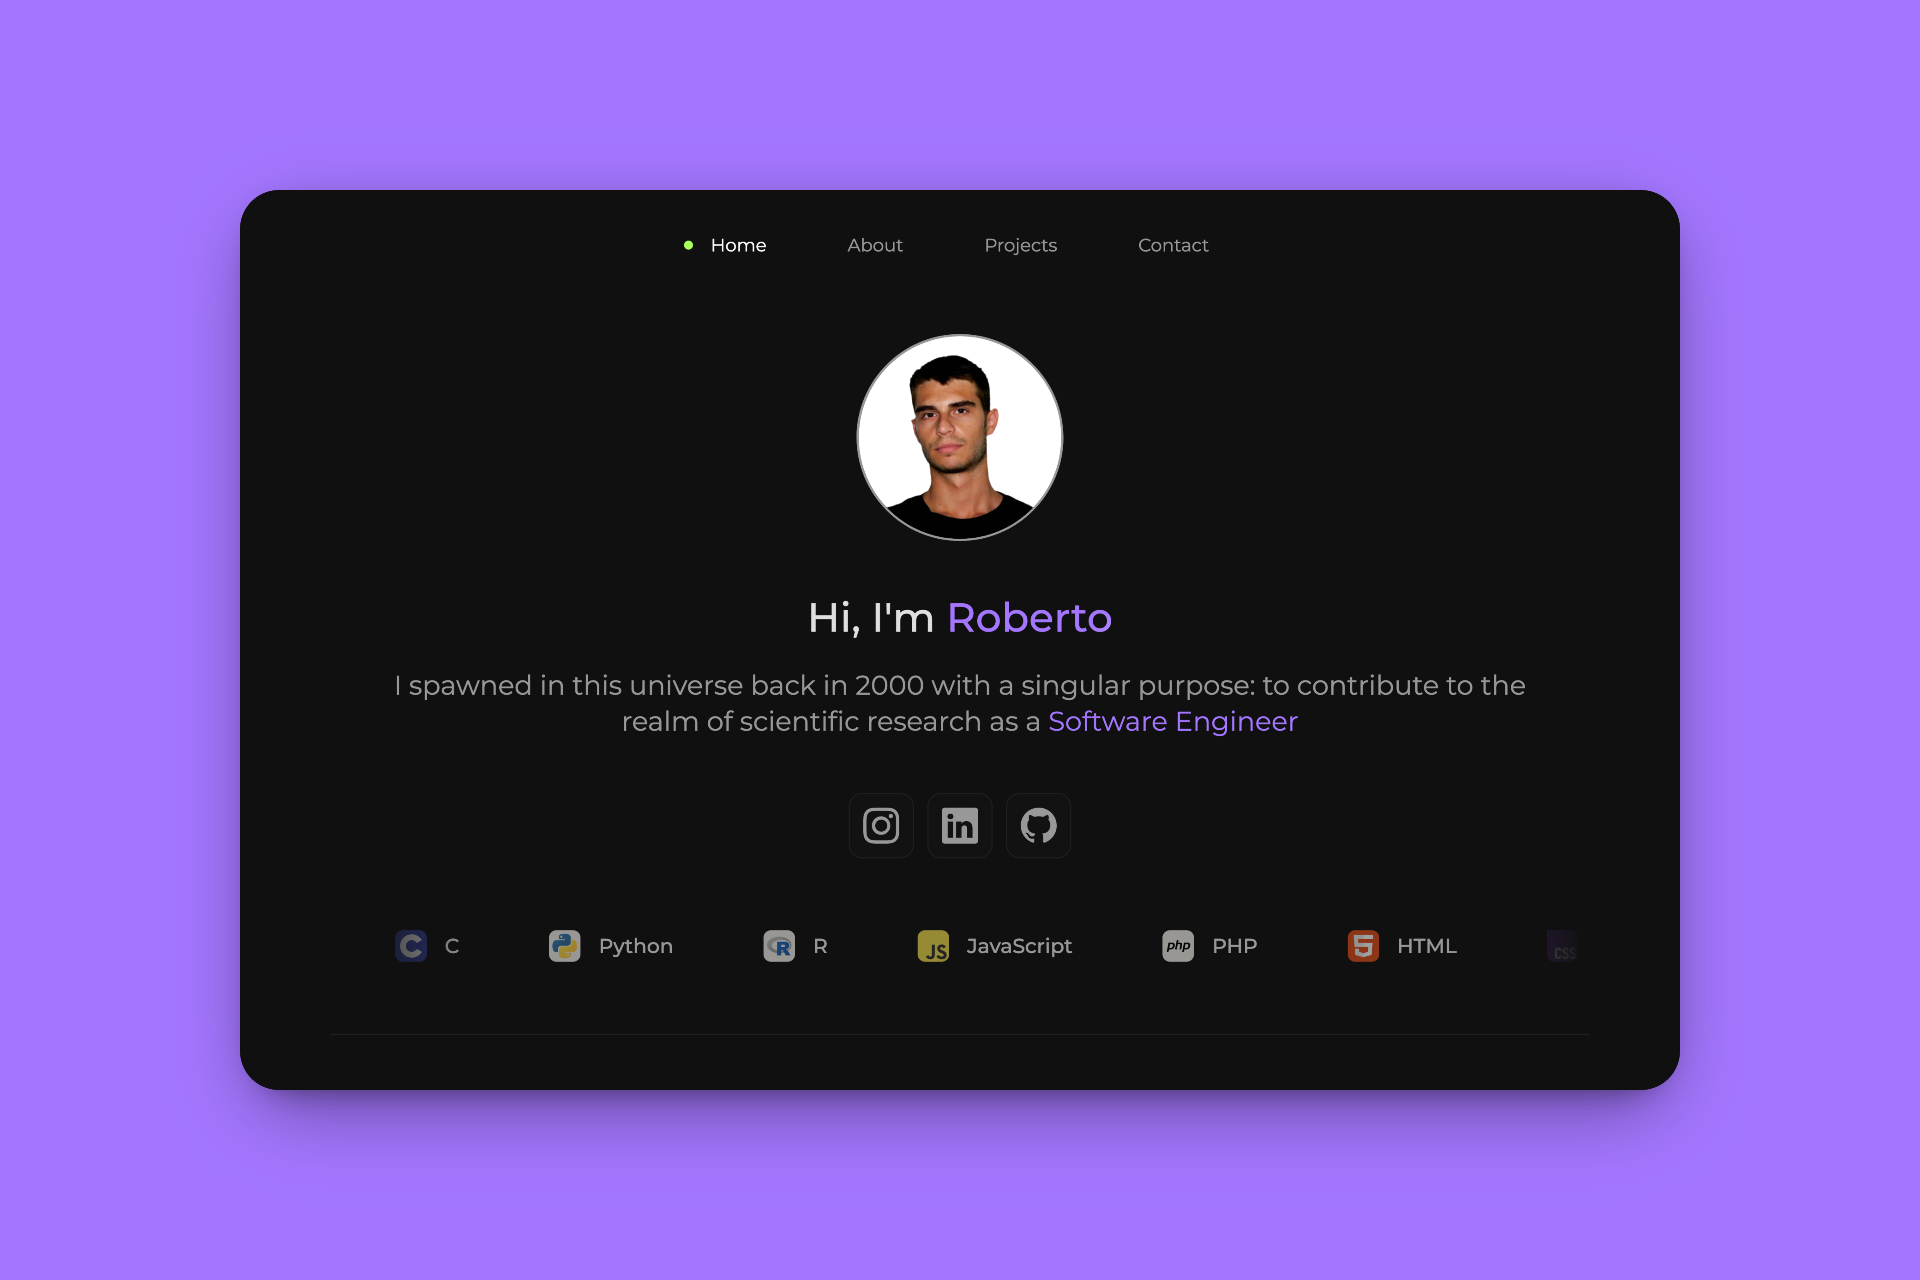 Home About Projects Contact
Hi, I'm Roberto
I spawned in this universe back in 2000 with a singular purpose: to contribute to the
realm of scientific research as a Software Engineer
in
C C Python R R JS JavaScript php PHP 5 HTML CSS